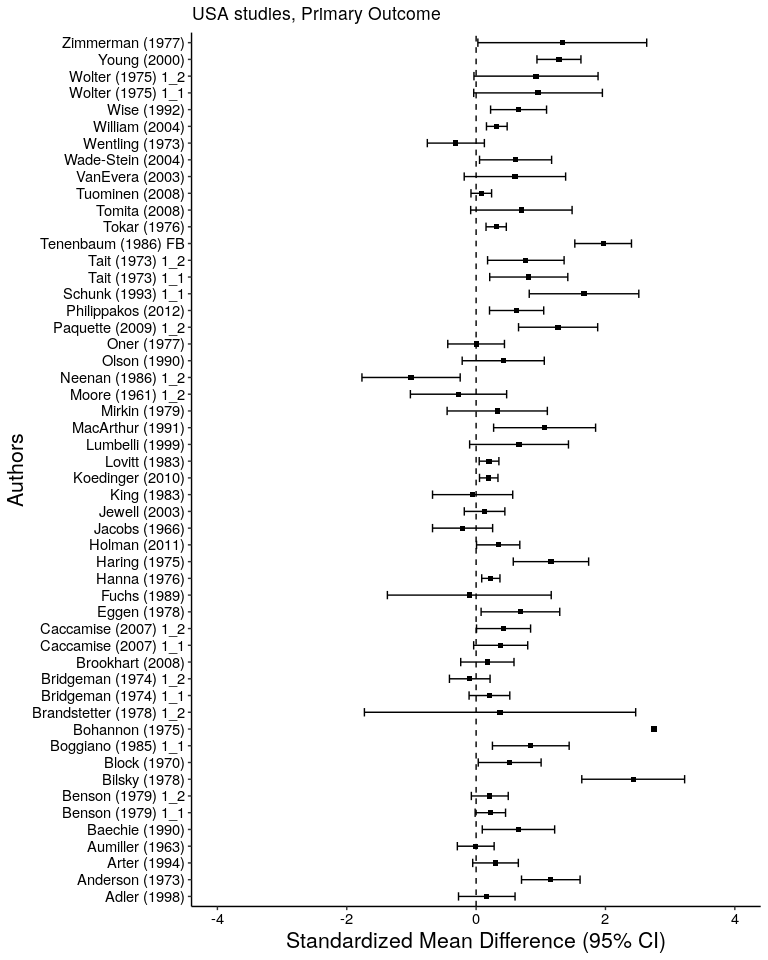 USA studies, Primary Outcome
Zimmerman (1977)
Young (2000)
Wolter (1975) 1_2
Wolter (1975) 1_1
Wise (1992)
William (2004)
Wentling (1973)
Wade-Stein (2004)
VanEvera (2003)
Tuominen (2008)
Tomita (2008)
Tokar (1976)
Tenenbaum (1986) FB
Tait (1973) 1_2
Tait (1973) 1_1
Schunk (1993) 1_1
Philippakos (2012)
Paquette (2009) 1_2
Oner (1977)
Olson (1990)
Neenan (1986) 1_2
Moore (1961) 1_2
Mirkin (1979)
MacArthur (1991)
Lumbelli (1999)
Lovitt (1983)
Koedinger (2010)
King (1983)
Jewell (2003)
Jacobs (1966)
Holman (2011)
Haring (1975)
Hanna (1976)
Fuchs (1989)
Eggen (1978)
Caccamise (2007) 1_2
Caccamise (2007) 1_1
Brookhart (2008)
Bridgeman (1974) 1_2
Bridgeman (1974) 1_1
Brandstetter (1978) 1_2
Bohannon (1975)
Boggiano (1985) 1_1
Block (1970)
Bilsky (1978)
Benson (1979) 1_2
Benson (1979) 1_1
Baechie (1990)
Aumiller (1963)
Arter (1994)
Anderson (1973)
Adler (1998)
Authors
-4 -2 0 2 4
Standardized Mean Difference (95% CI)